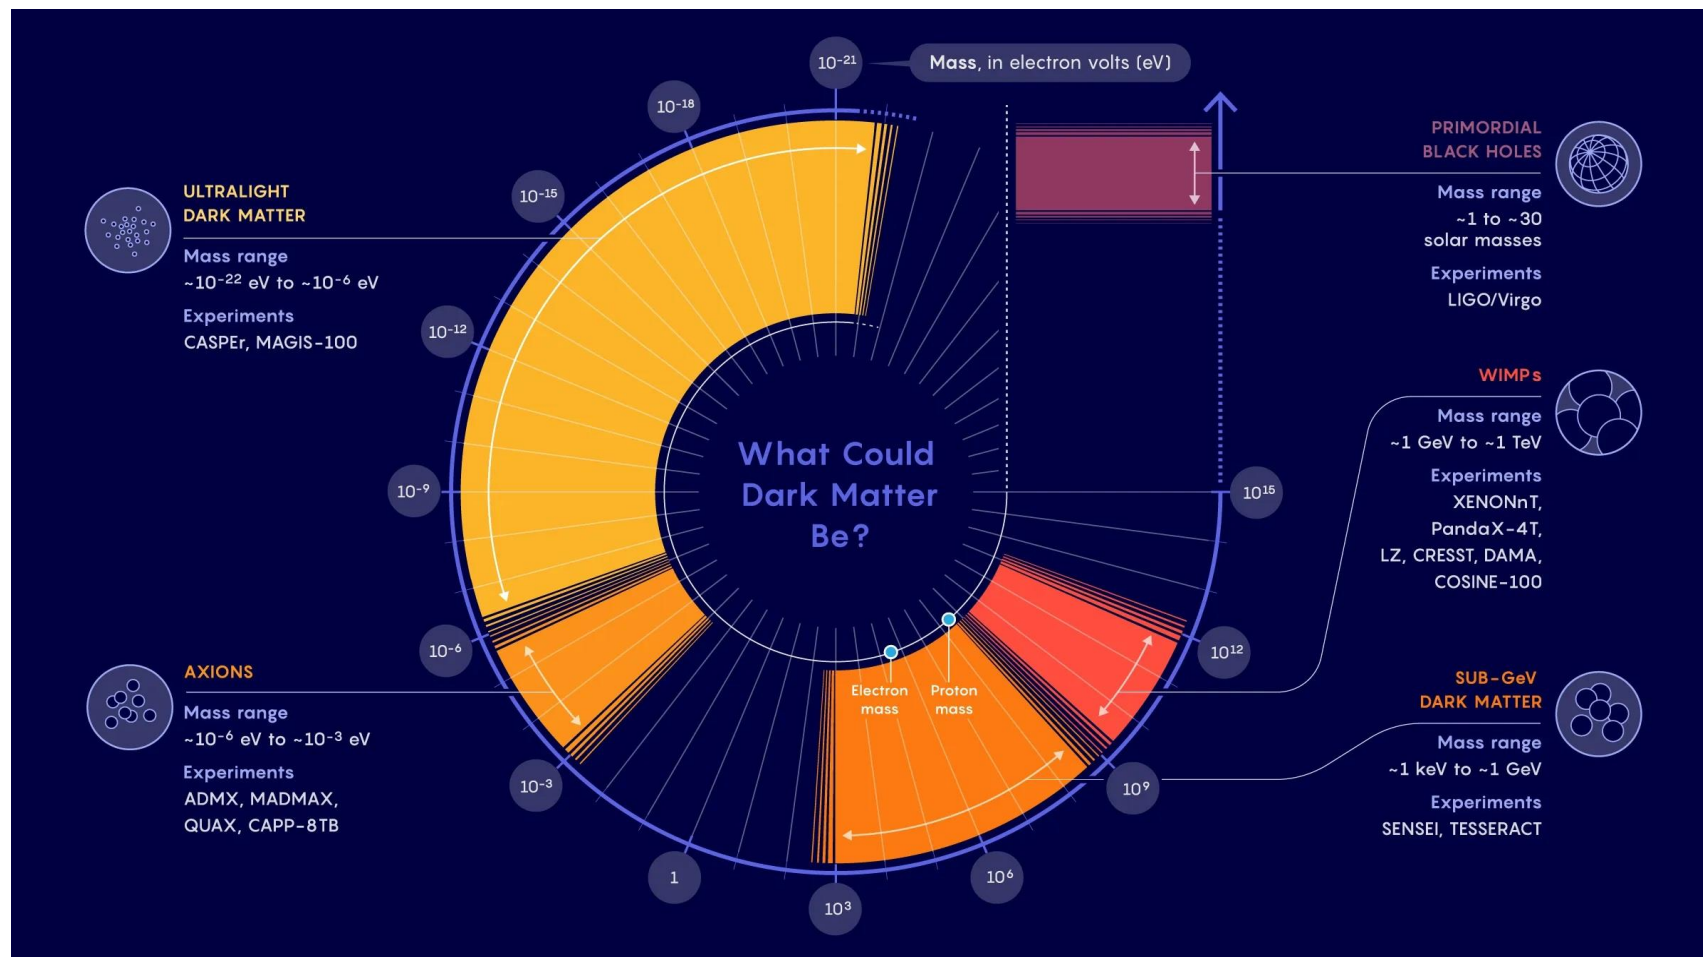 What Could
Dark Matter
Be?
Mass, in electron volts (eV)
10⁻²¹
10⁻¹⁸
10⁻¹⁵
10⁻¹²
10⁻⁹
10⁻⁶
10⁻³
1
10³
10⁶
10⁹
10¹²
10¹⁵
Electron
mass
Proton
mass
ULTRALIGHT
DARK MATTER
Mass range
~10⁻²² eV to ~10⁻⁶ eV
Experiments
CASPEr, MAGIS-100
AXIONS
Mass range
~10⁻⁶ eV to ~10⁻³ eV
Experiments
ADMX, MADMAX,
QUAX, CAPP-8TB
PRIMORDIAL
BLACK HOLES
Mass range
~1 to ~30
solar masses
Experiments
LIGO/Virgo
WIMPs
Mass range
~1 GeV to ~1 TeV
Experiments
XENONnT,
PandaX-4T,
LZ, CRESST, DAMA,
COSINE-100
SUB-GeV
DARK MATTER
Mass range
~1 keV to ~1 GeV
Experiments
SENSEI, TESSERACT